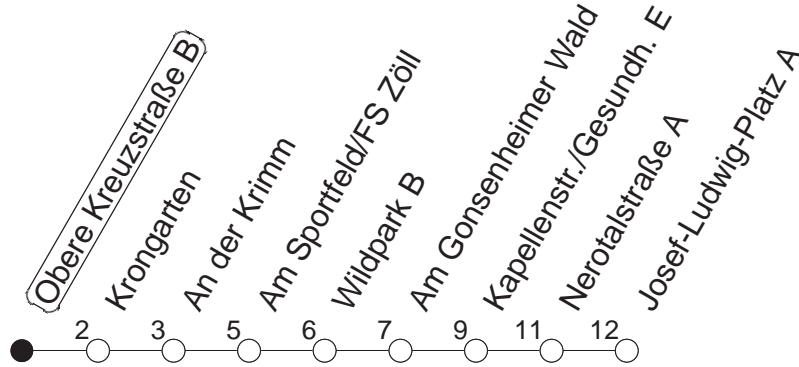 Obere Kreuzstraße B
Krongarten
An der Krimm
Am Sportfeld/FS Zöll
Wildpark B
Am Gonsenheimer Wald
Kapellenstr./Gesundh. E
Nerotalstraße A
Josef-Ludwig-Platz A
2 3 5 6 7 9 11 12